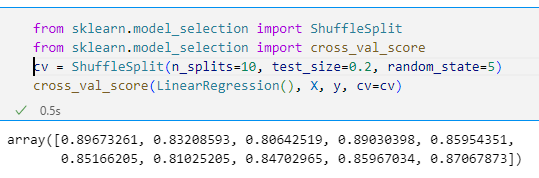 from sklearn.model_selection import ShuffleSplit
from sklearn.model_selection import cross_val_score
cv = ShuffleSplit(n_splits=10, test_size=0.2, random_state=5)
cross_val_score(LinearRegression(), X, y, cv=cv)
✓ 0.5s
array([0.89673261, 0.83208593, 0.80642519, 0.89030398, 0.85954351,
0.85166205, 0.81025205, 0.84702965, 0.85967034, 0.87067873])